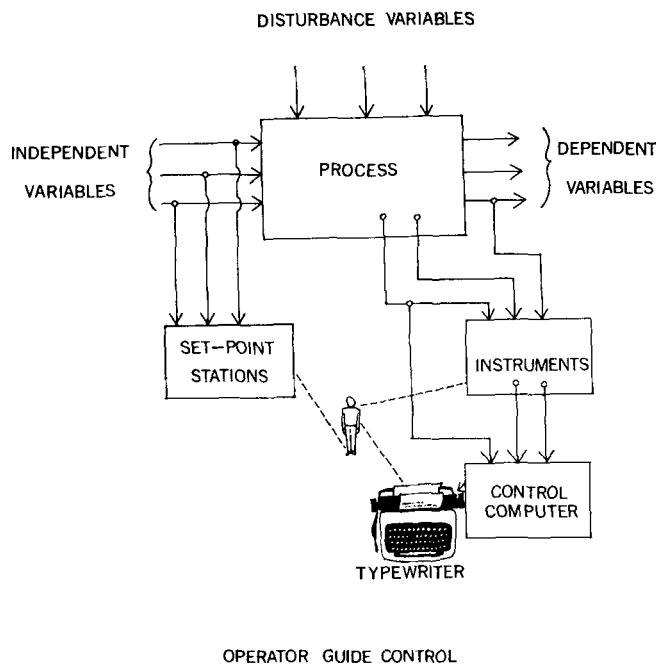 DISTURBANCE VARIABLES
INDEPENDENT
VARIABLES
PROCESS
DEPENDENT
VARIABLES
SET-POINT
STATIONS
INSTRUMENTS
CONTROL
COMPUTER
TYPEWRITER
OPERATOR GUIDE CONTROL